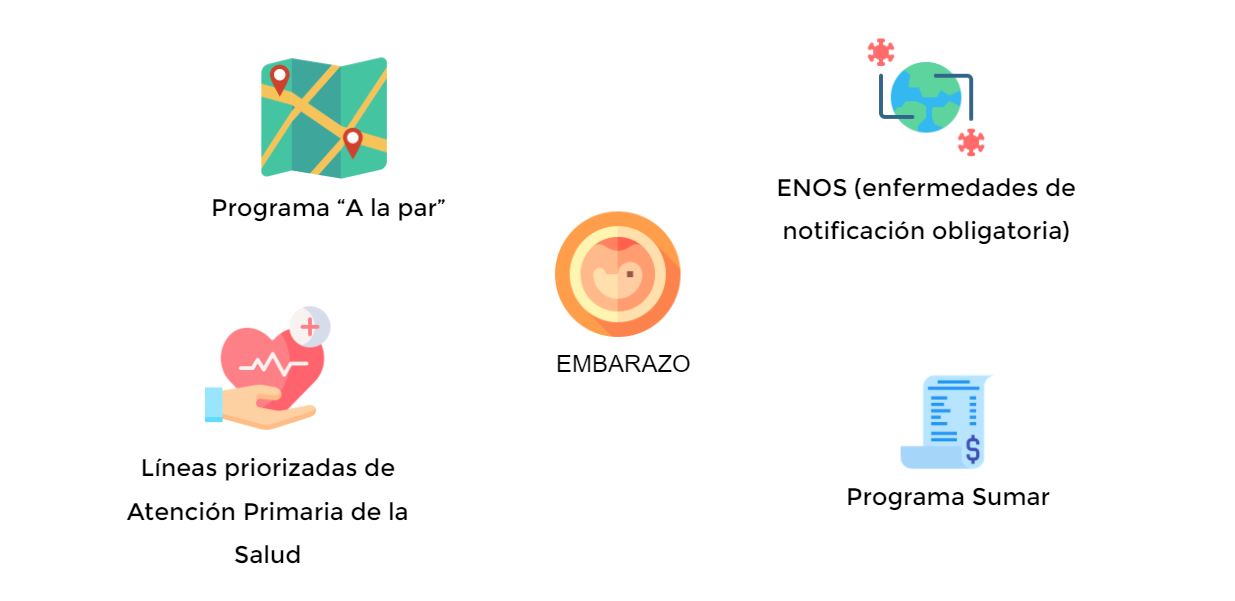 Programa “A la par”
ENOS (enfermedades de
notificación obligatoria)
EMBARAZO
Líneas priorizadas de
Atención Primaria de la
Salud
$
Programa Sumar